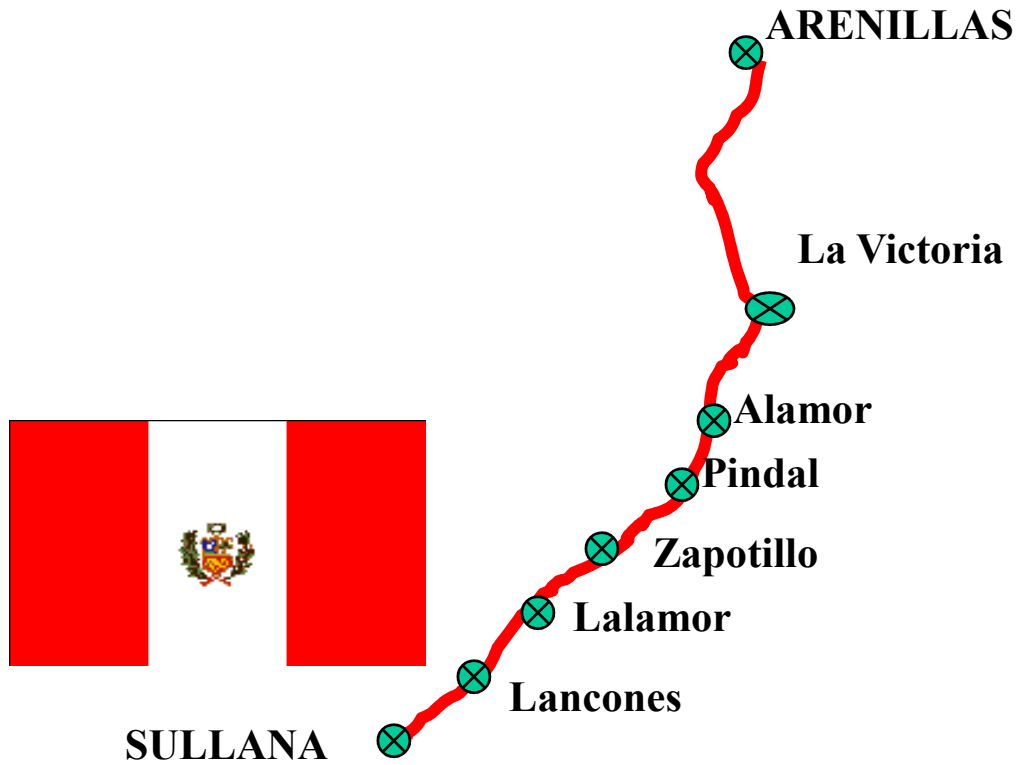 ARENILLAS
La Victoria
Alamor
Pindal
Zapotillo
Lalamor
Lancones
SULLANA